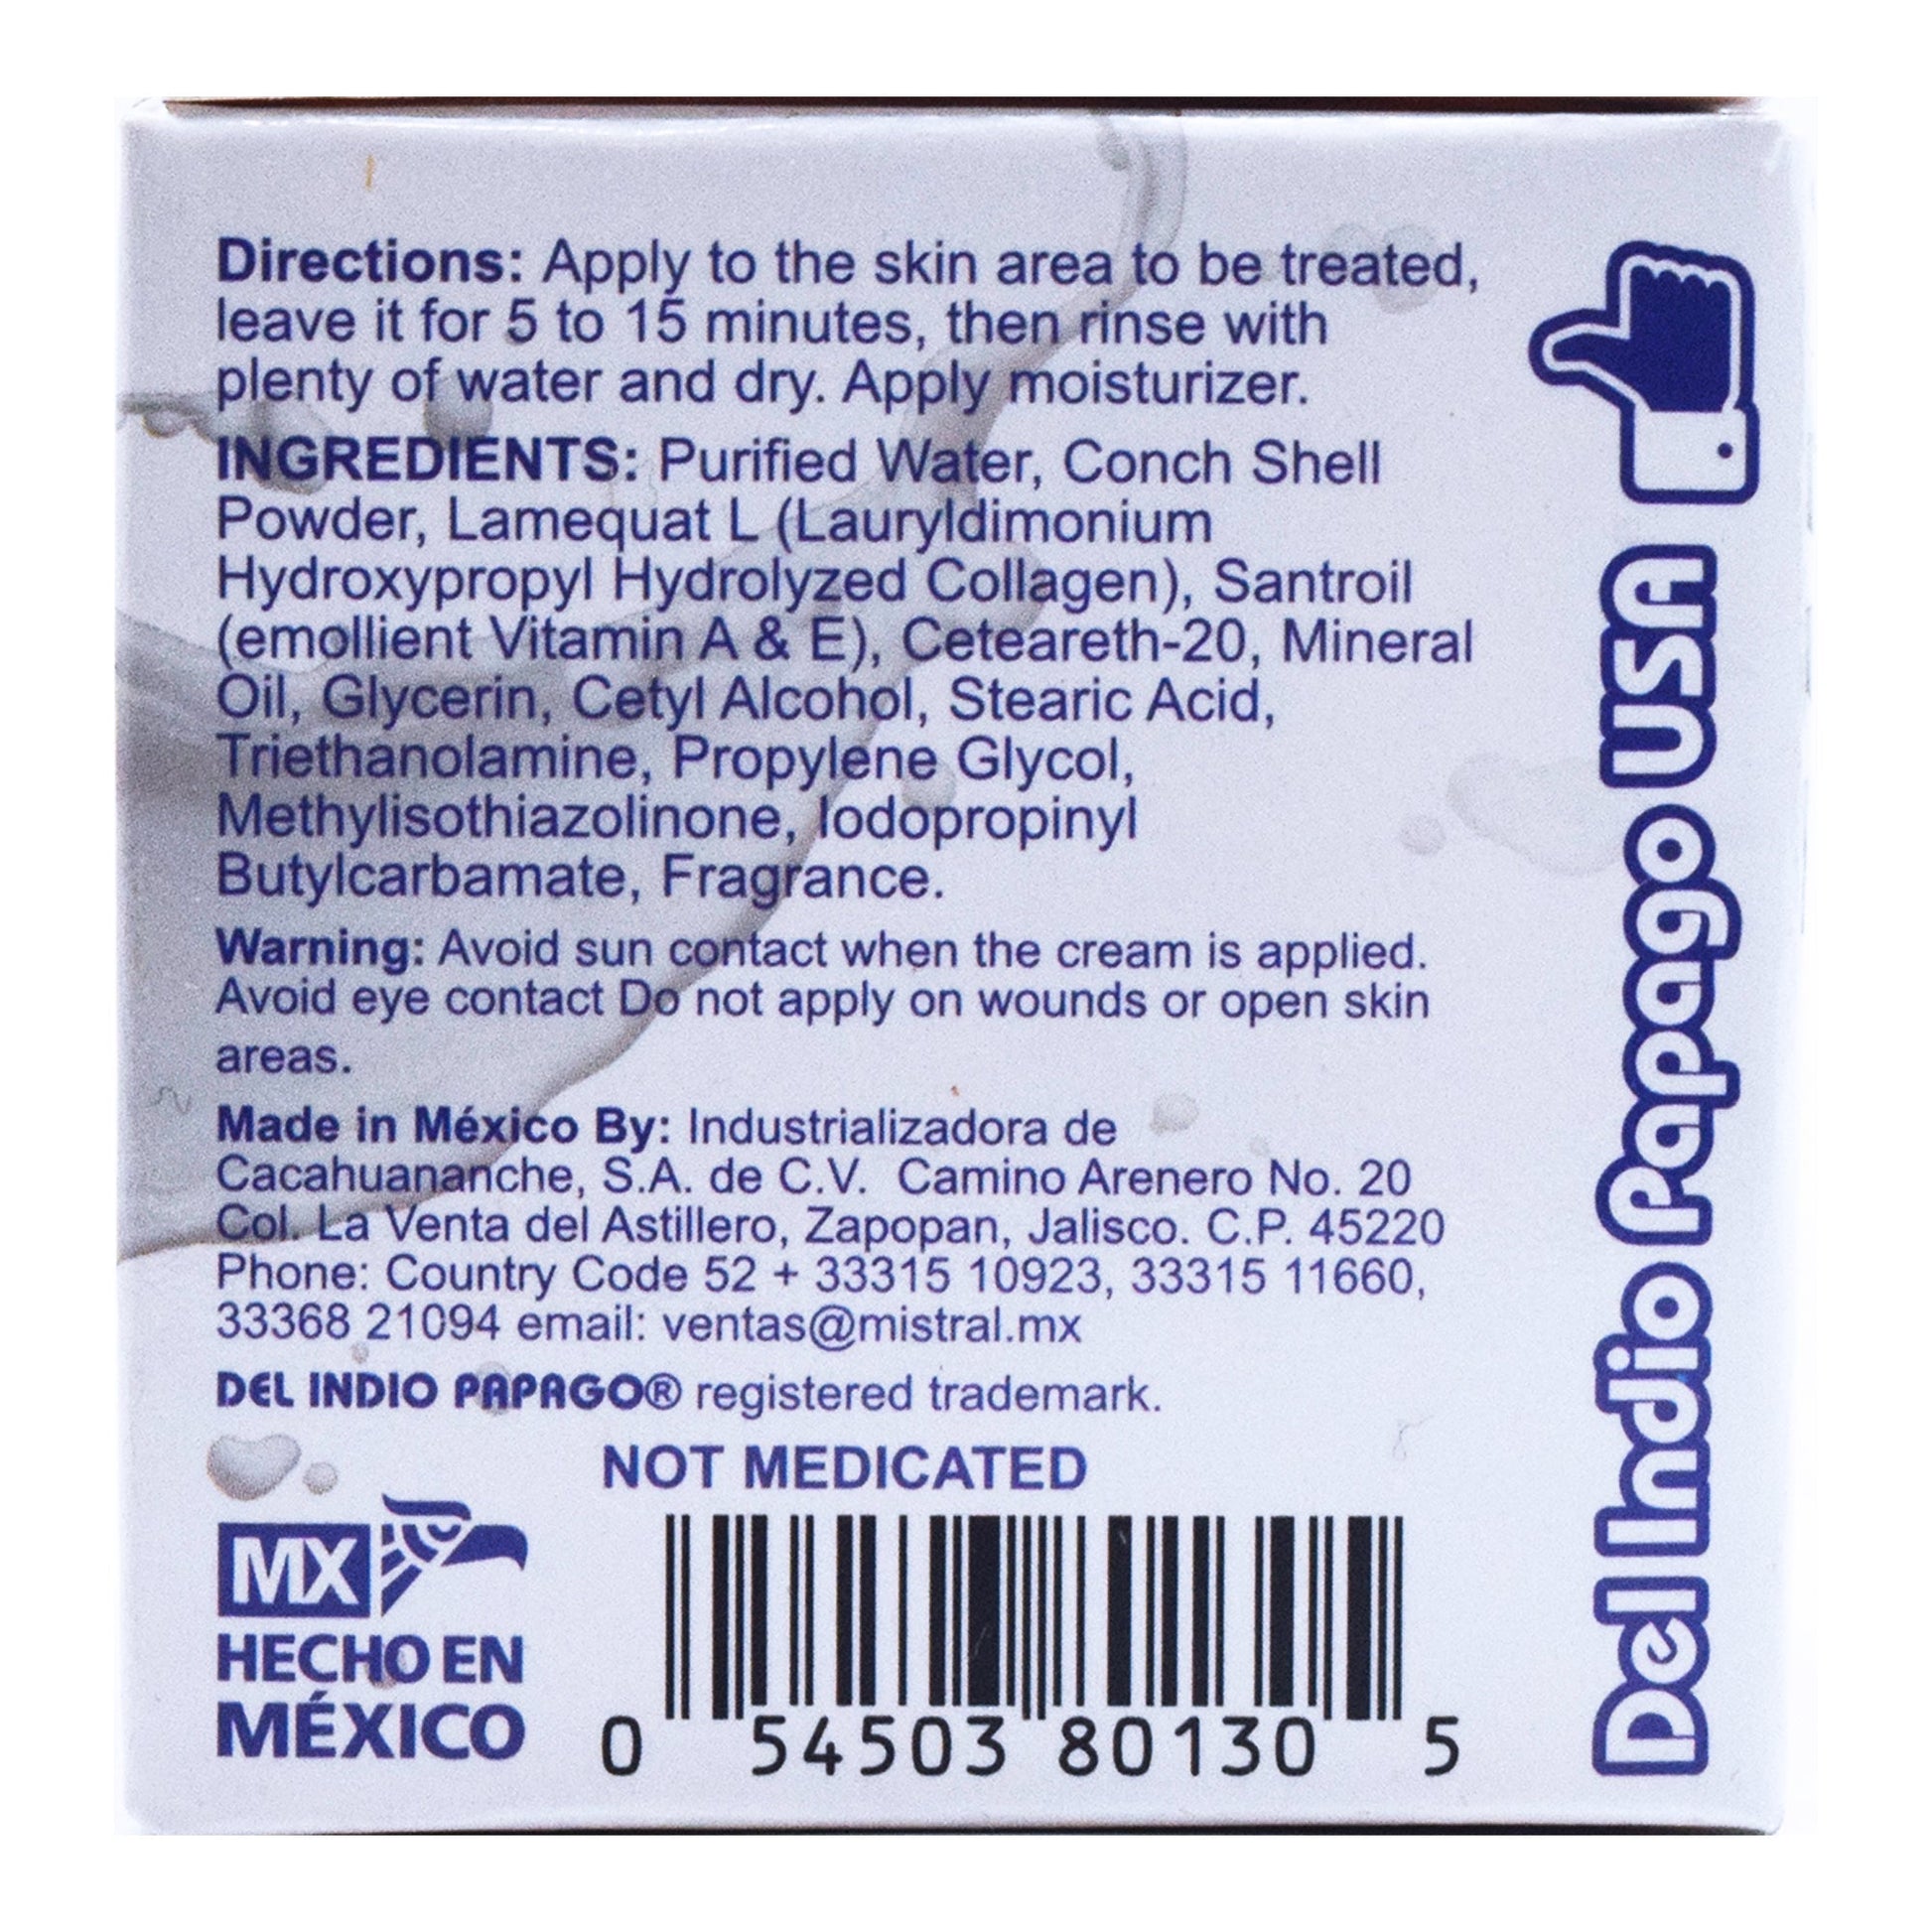 Directions: Apply to the skin area to be treated,
leave it for 5 to 15 minutes, then rinse with
plenty of water and dry. Apply moisturizer.
INGREDIENTS: Purified Water, Conch Shell
Powder, Lamequat L (Lauryldimonium
Hydroxypropyl Hydrolyzed Collagen), Santroil
(emollient Vitamin A & E), Ceteareth-20, Mineral
Oil, Glycerin, Cetyl Alcohol, Stearic Acid,
Triethanolamine, Propylene Glycol,
Methylisothiazolinone, Iodopropinyl
Butylcarbamate, Fragrance.
Warning: Avoid sun contact when the cream is applied.
Avoid eye contact Do not apply on wounds or open skin
areas.
Made in México By: Industrializadora de
Cacahuananche, S.A. de C.V. Camino Arenero No. 20
Col. La Venta del Astillero, Zapopan, Jalisco. C.P. 45220
Phone: Country Code 52 + 33315 10923, 33315 11660,
33368 21094 email: ventas@mistral.mx
DEL INDIO PAPAGO® registered trademark.
NOT MEDICATED
MX
HECHO EN
MÉXICO
0 54503 80130 5
Del Indio Papago USA